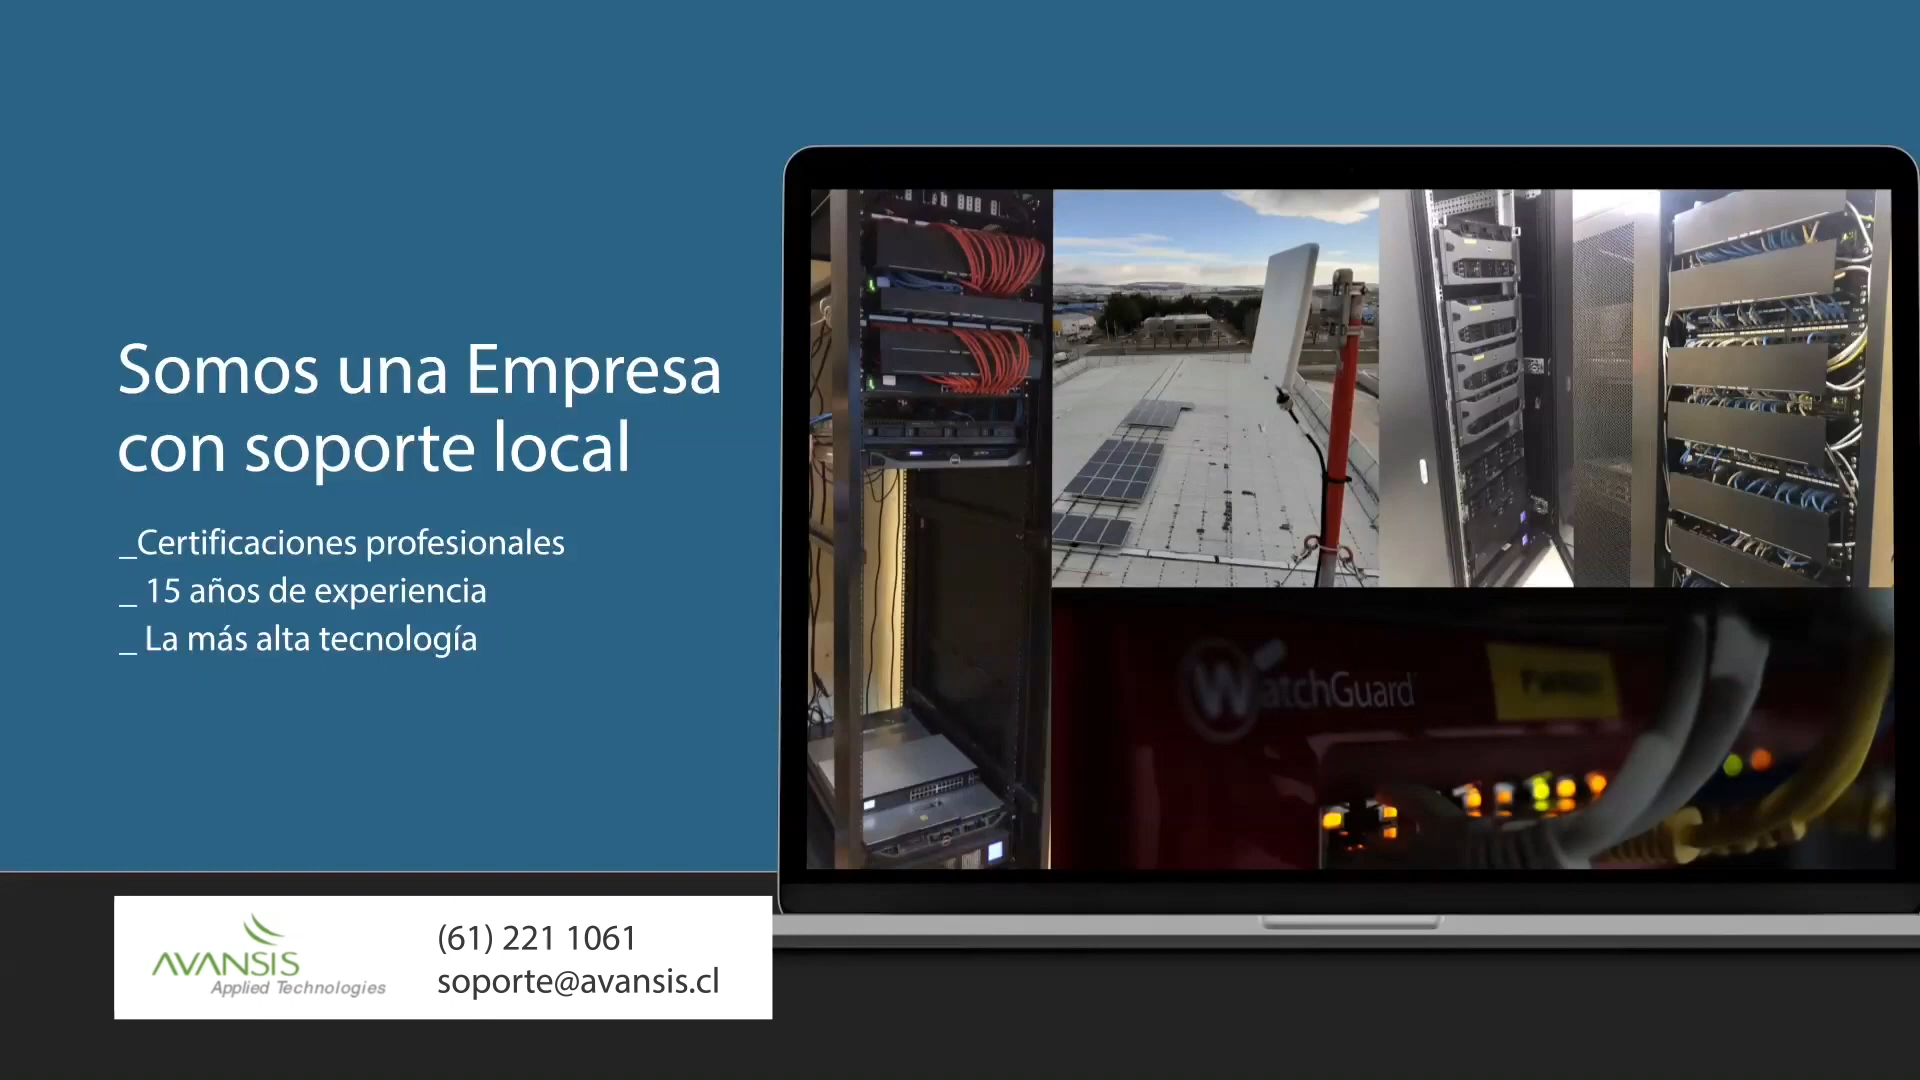 Somos una Empresa
con soporte local
_Certificaciones profesionales
_ 15 años de experiencia
_ La más alta tecnología
WatchGuard
AVANSIS
Applied Technologies
(61) 221 1061
soporte@avansis.cl